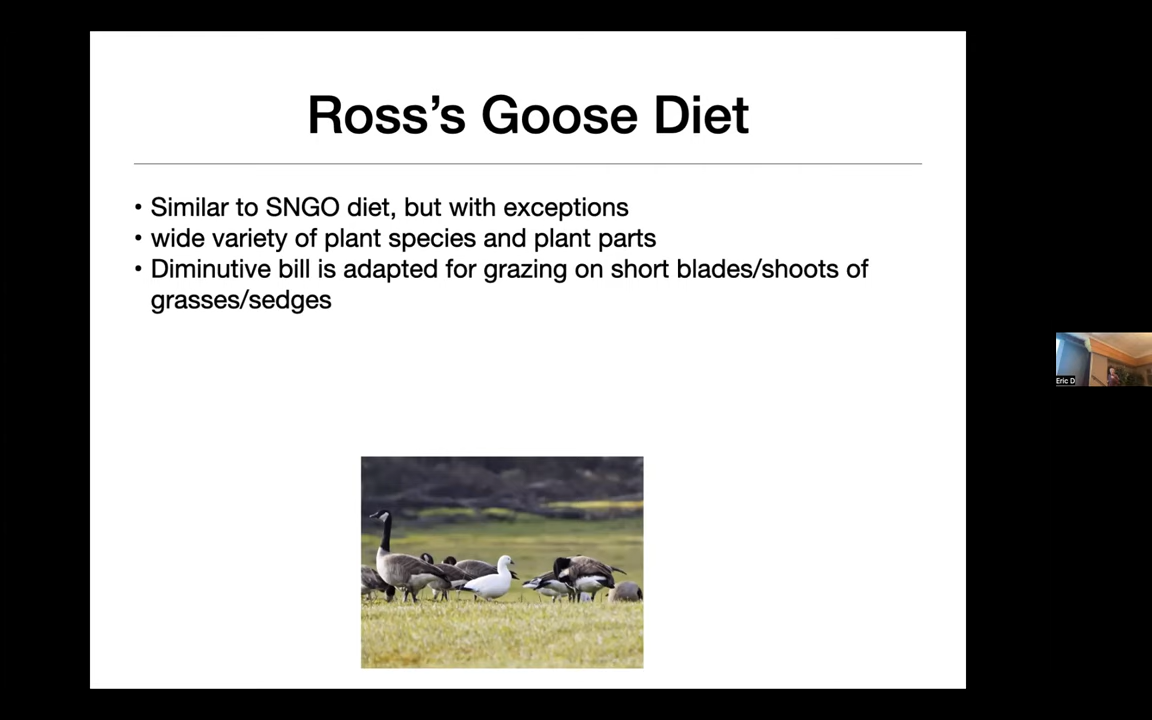 Ross’s Goose Diet
• Similar to SNGO diet, but with exceptions
• wide variety of plant species and plant parts
• Diminutive bill is adapted for grazing on short blades/shoots of
grasses/sedges
Eric D